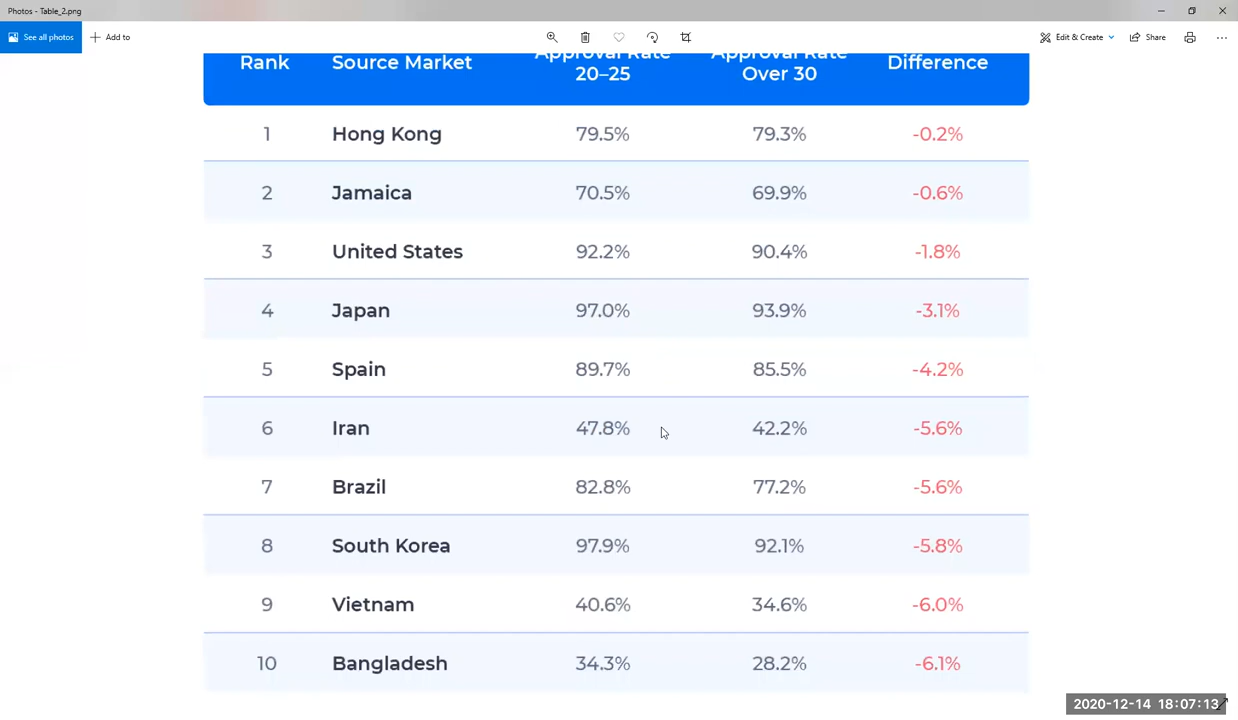 Photos - Table_2.png
See all photos
Add to
Edit & Create
Share
Rank Source Market Approval Rate 20–25 Approval Rate Over 30 Difference
1 Hong Kong 79.5% 79.3% -0.2%
2 Jamaica 70.5% 69.9% -0.6%
3 United States 92.2% 90.4% -1.8%
4 Japan 97.0% 93.9% -3.1%
5 Spain 89.7% 85.5% -4.2%
6 Iran 47.8% 42.2% -5.6%
7 Brazil 82.8% 77.2% -5.6%
8 South Korea 97.9% 92.1% -5.8%
9 Vietnam 40.6% 34.6% -6.0%
10 Bangladesh 34.3% 28.2% -6.1%
2020-12-14 18:07:13